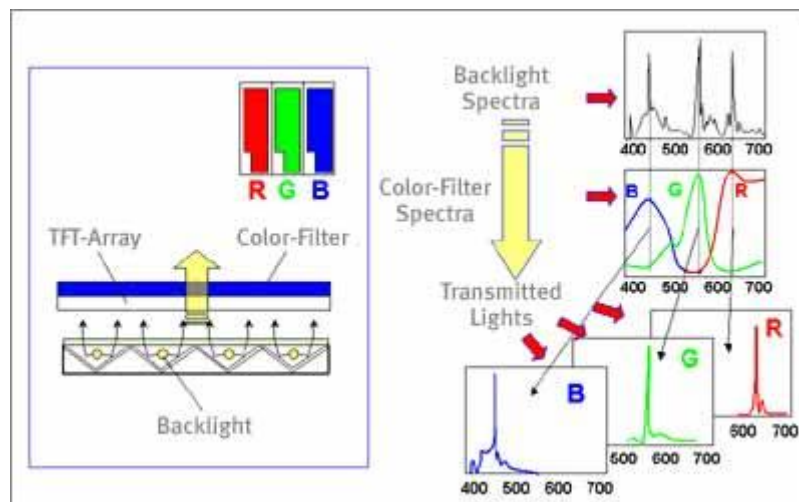 R G B
TFT-Array
Color-Filter
Backlight
Backlight
Spectra
400 500 600 700
Color-Filter
Spectra
B G R
400 500 600 700
Transmitted
Lights
R
600 700
G
500 600 700
B
400 500 600 700